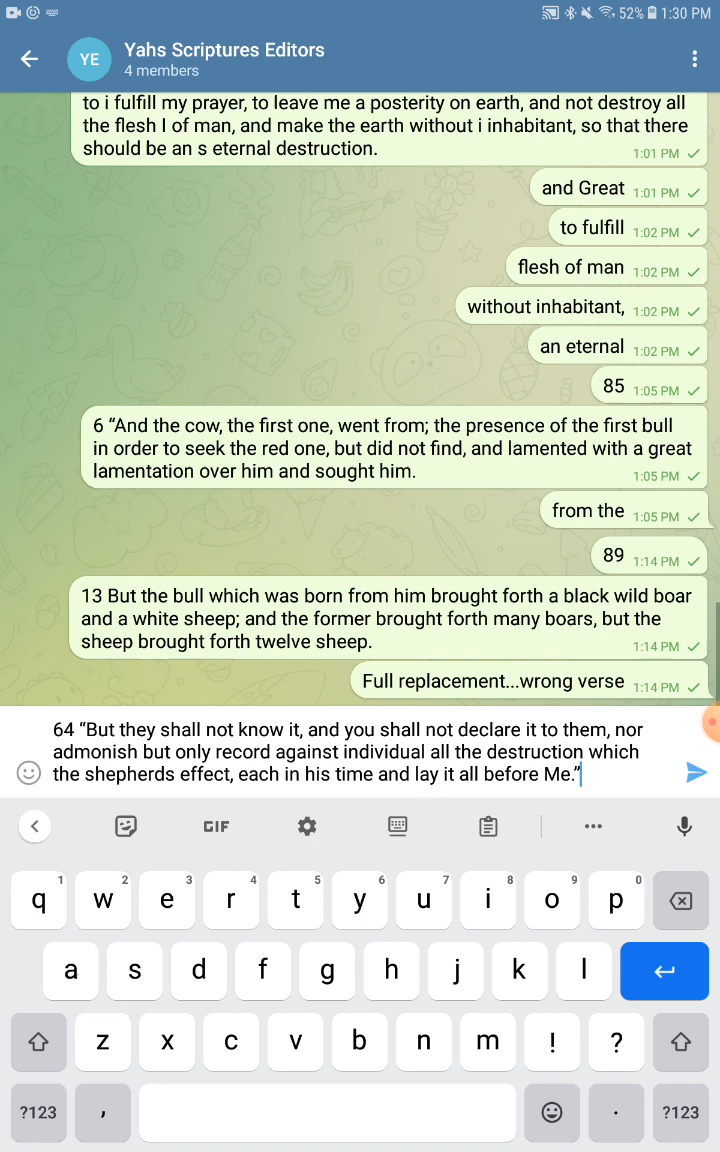 52% 1:30 PM
YE
Yahs Scriptures Editors
4 members
to i fulfill my prayer, to leave me a posterity on earth, and not destroy all
the flesh I of man, and make the earth without i inhabitant, so that there
should be an s eternal destruction.
1:01 PM
and Great 1:01 PM
to fulfill 1:02 PM
flesh of man 1:02 PM
without inhabitant, 1:02 PM
an eternal 1:02 PM
85 1:05 PM
6 “And the cow, the first one, went from; the presence of the first bull
in order to seek the red one, but did not find, and lamented with a great
lamentation over him and sought him.
1:05 PM
from the 1:05 PM
89 1:14 PM
13 But the bull which was born from him brought forth a black wild boar
and a white sheep; and the former brought forth many boars, but the
sheep brought forth twelve sheep.
1:14 PM
Full replacement...wrong verse 1:14 PM
64 “But they shall not know it, and you shall not declare it to them, nor
admonish but only record against individual all the destruction which
the shepherds effect, each in his time and lay it all before Me.”
GIF
q 1 w 2 e 3 r 4 t 5 y 6 u 7 i 8 o 9 p 0
a s d f g h j k l
z x c v b n m ! ?
?123 , . ?123